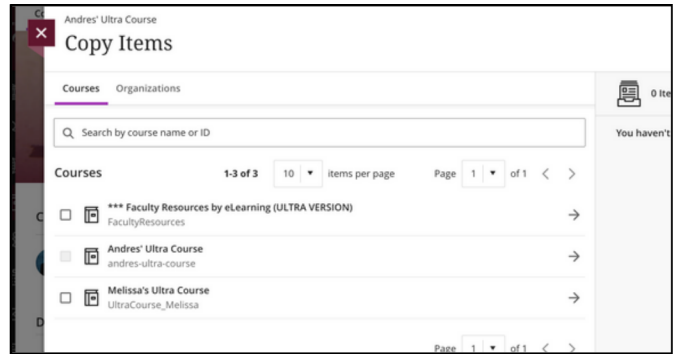 Andres' Ultra Course
Copy Items
Courses Organizations
0 Ite
Search by course name or ID
You haven't
Courses 1-3 of 3 10 items per page Page 1 of 1
*** Faculty Resources by eLearning (ULTRA VERSION)
FacultyResources
Andres' Ultra Course
andres-ultra-course
Melissa's Ultra Course
UltraCourse_Melissa
Page 1 of 1